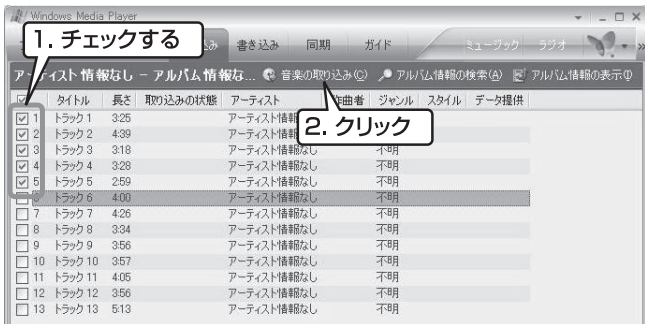 Windows Media Player
1. チェックする
書き込み 同期 ガイド ミュージック ラジオ
アーティスト情報なし - アルバム情報な... 音楽の取り込み(C) アルバム情報の検索(A) アルバム情報の表示(I)
タイトル 長さ 取り込みの状態 アーティスト 作曲者 ジャンル スタイル データ提供
2. クリック
1 トラック 1 3:25 アーティスト情報
2 トラック 2 4:39 アーティスト情報なし
3 トラック 3 3:18 アーティスト情報なし 不明
4 トラック 4 3:28 アーティスト情報なし 不明
5 トラック 5 2:59 アーティスト情報なし 不明
6 トラック 6 4:00 アーティスト情報なし 不明
7 トラック 7 4:26 アーティスト情報なし 不明
8 トラック 8 3:34 アーティスト情報なし 不明
9 トラック 9 3:56 アーティスト情報なし 不明
10 トラック 10 3:57 アーティスト情報なし 不明
11 トラック 11 4:05 アーティスト情報なし 不明
12 トラック 12 3:56 アーティスト情報なし 不明
13 トラック 13 5:13 アーティスト情報なし 不明